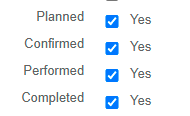 Planned Yes
Confirmed Yes
Performed Yes
Completed Yes